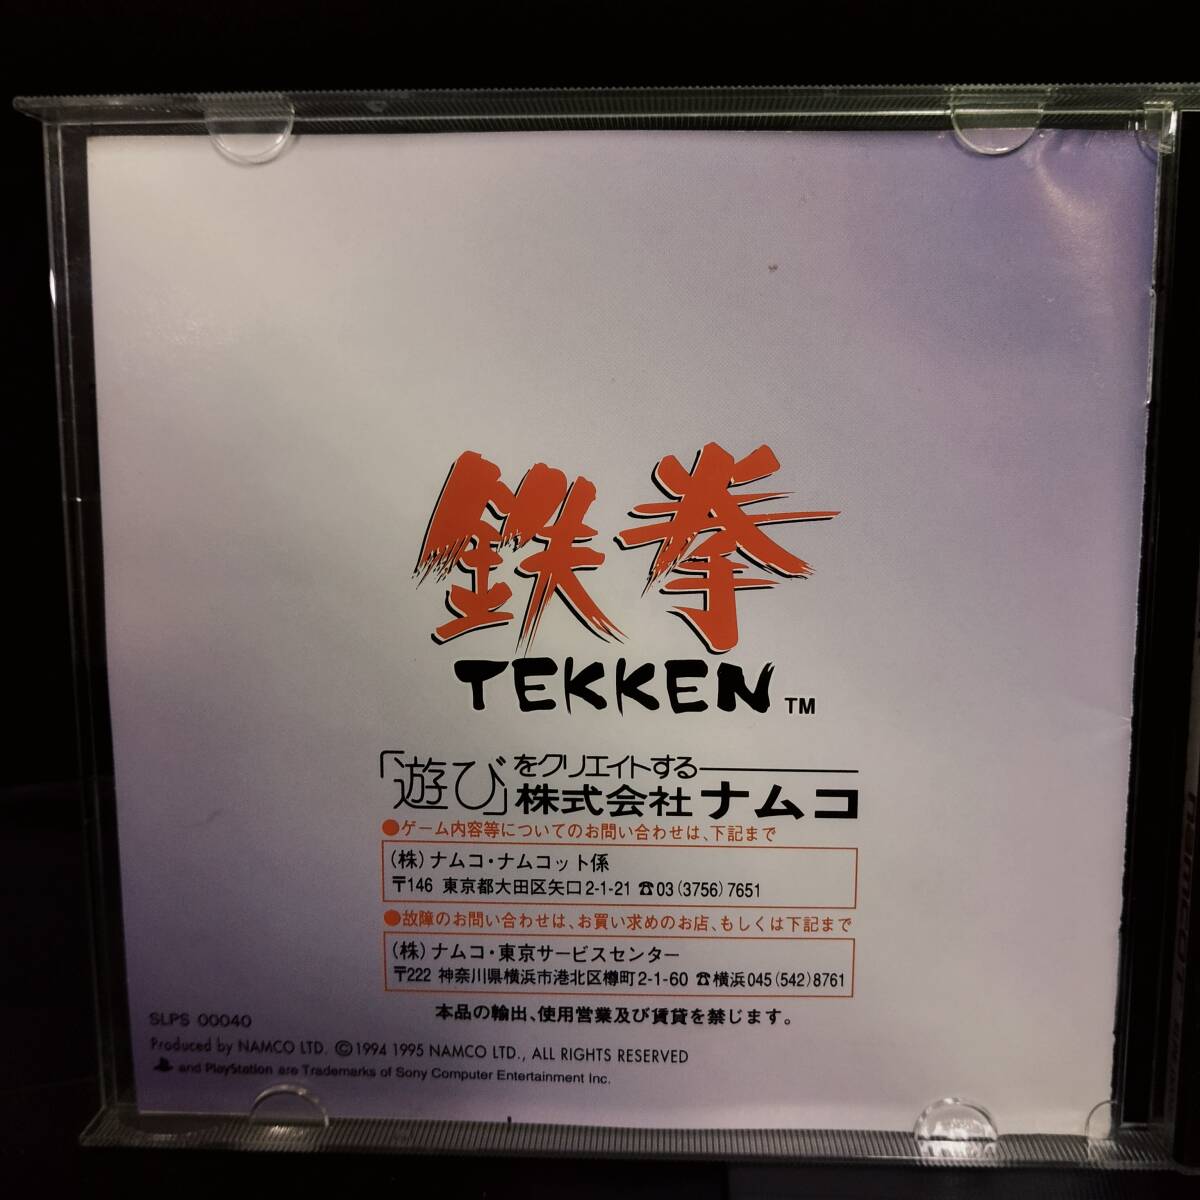 鉄拳
TEKKEN TM
「遊び」をクリエイトする
株式会社ナムコ
●ゲーム内容等についてのお問い合わせは、下記まで
(株)ナムコ・ナムコット係
〒146 東京都大田区矢口2-1-21 ☎03(3756)7651
●故障のお問い合わせは、お買い求めのお店、もしくは下記まで
(株)ナムコ・東京サービスセンター
〒222 神奈川県横浜市港北区樽町2-1-60 ☎横浜045(542)8761
本品の輸出、使用営業及び賃貸を禁じます。
SLPS 00040
Produced by NAMCO LTD. ©1994 1995 NAMCO LTD., ALL RIGHTS RESERVED
and PlayStation are Trademarks of Sony Computer Entertainment Inc.